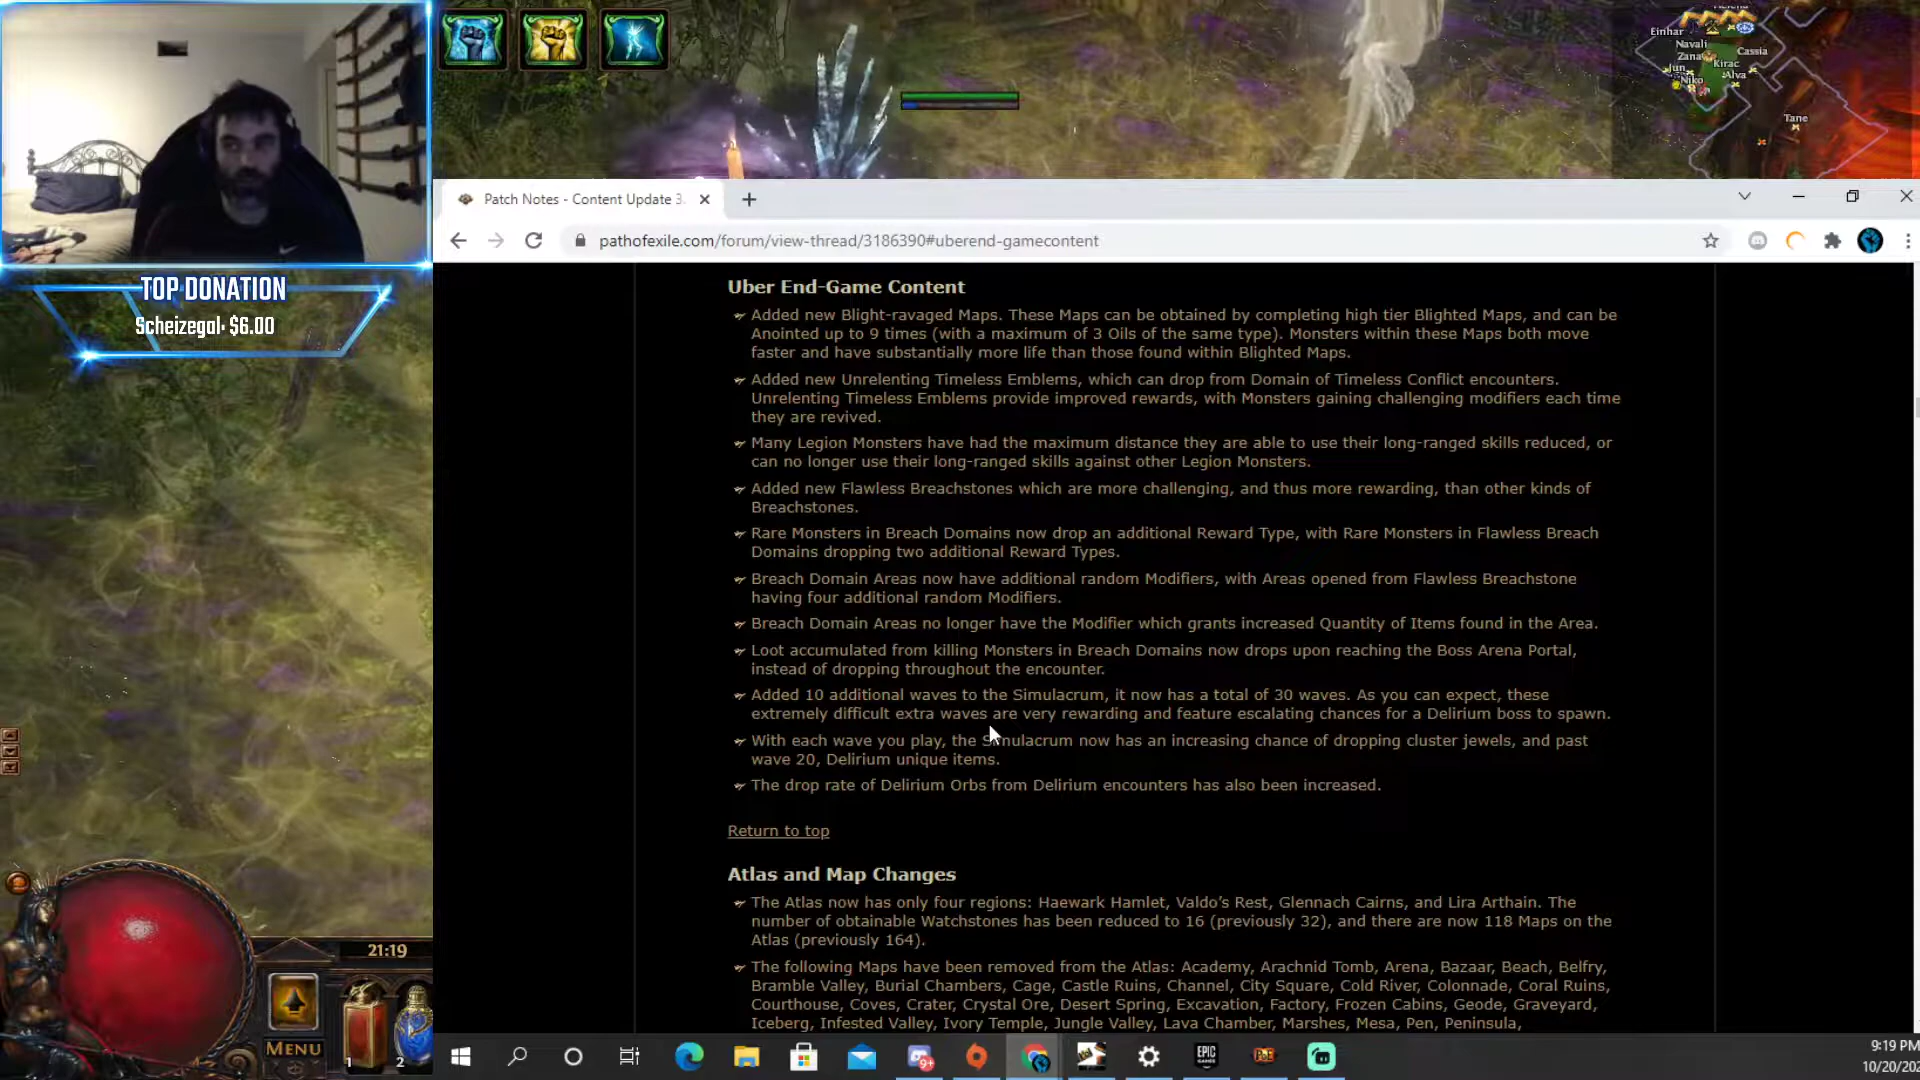 Einhar
Navali
Zana
Cassia
Kirac
Jun
Alva
Niko
Tane
Patch Notes - Content Update 3.
pathofexile.com/forum/view-thread/3186390#uberend-gamecontent
TOP DONATION
Scheizegal: $6.00
Uber End-Game Content
Added new Blight-ravaged Maps. These Maps can be obtained by completing high tier Blighted Maps, and can be
Anointed up to 9 times (with a maximum of 3 Oils of the same type). Monsters within these Maps both move
faster and have substantially more life than those found within Blighted Maps.
Added new Unrelenting Timeless Emblems, which can drop from Domain of Timeless Conflict encounters.
Unrelenting Timeless Emblems provide improved rewards, with Monsters gaining challenging modifiers each time
they are revived.
Many Legion Monsters have had the maximum distance they are able to use their long-ranged skills reduced, or
can no longer use their long-ranged skills against other Legion Monsters.
Added new Flawless Breachstones which are more challenging, and thus more rewarding, than other kinds of
Breachstones.
Rare Monsters in Breach Domains now drop an additional Reward Type, with Rare Monsters in Flawless Breach
Domains dropping two additional Reward Types.
Breach Domain Areas now have additional random Modifiers, with Areas opened from Flawless Breachstone
having four additional random Modifiers.
Breach Domain Areas no longer have the Modifier which grants increased Quantity of Items found in the Area.
Loot accumulated from killing Monsters in Breach Domains now drops upon reaching the Boss Arena Portal,
instead of dropping throughout the encounter.
Added 10 additional waves to the Simulacrum, it now has a total of 30 waves. As you can expect, these
extremely difficult extra waves are very rewarding and feature escalating chances for a Delirium boss to spawn.
With each wave you play, the Simulacrum now has an increasing chance of dropping cluster jewels, and past
wave 20, Delirium unique items.
The drop rate of Delirium Orbs from Delirium encounters has also been increased.
Return to top
Atlas and Map Changes
The Atlas now has only four regions: Haewark Hamlet, Valdo's Rest, Glennach Cairns, and Lira Arthain. The
number of obtainable Watchstones has been reduced to 16 (previously 32), and there are now 118 Maps on the
Atlas (previously 164).
The following Maps have been removed from the Atlas: Academy, Arachnid Tomb, Arena, Bazaar, Beach, Belfry,
Bramble Valley, Burial Chambers, Cage, Castle Ruins, Channel, City Square, Cold River, Colonnade, Coral Ruins,
Courthouse, Coves, Crater, Crystal Ore, Desert Spring, Excavation, Factory, Frozen Cabins, Geode, Graveyard,
Iceberg, Infested Valley, Ivory Temple, Jungle Valley, Lava Chamber, Marshes, Mesa, Pen, Peninsula,
21:19
MENU
1
2
9+
EPIC
GAMES
PoE
9:19 PM
10/20/202